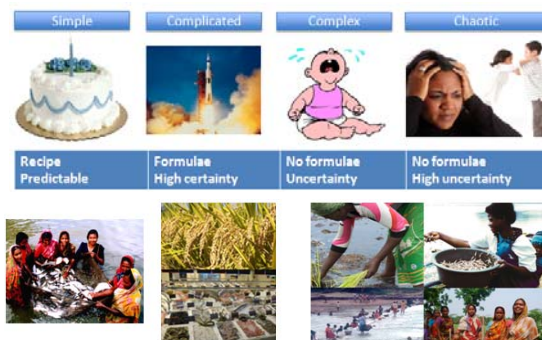 Simple
Complicated
Complex
Chaotic
Recipe
Predictable
Formulae
High certainty
No formulae
Uncertainty
No formulae
High uncertainty